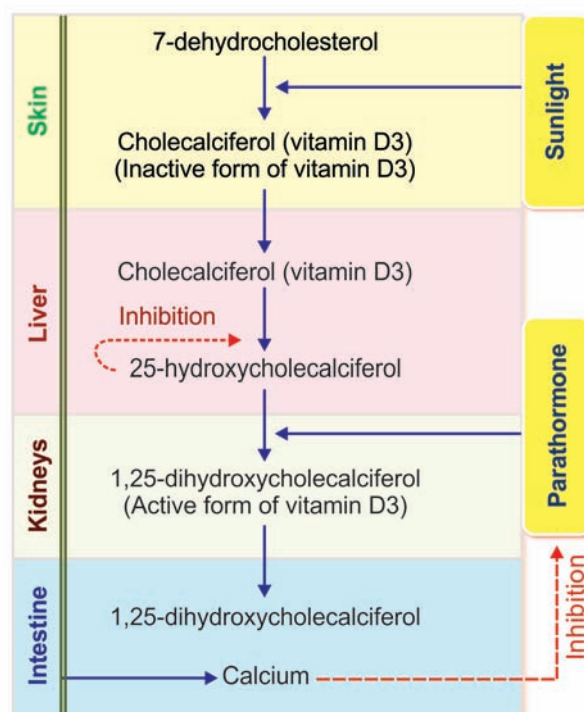 7-dehydrocholesterol
Skin
Sunlight
Cholecalciferol (vitamin D3)
(Inactive form of vitamin D3)
Cholecalciferol (vitamin D3)
Liver
Inhibition
25-hydroxycholecalciferol
Parathormone
Kidneys
1,25-dihydroxycholecalciferol
(Active form of vitamin D3)
Intestine
1,25-dihydroxycholecalciferol
Calcium
Inhibition